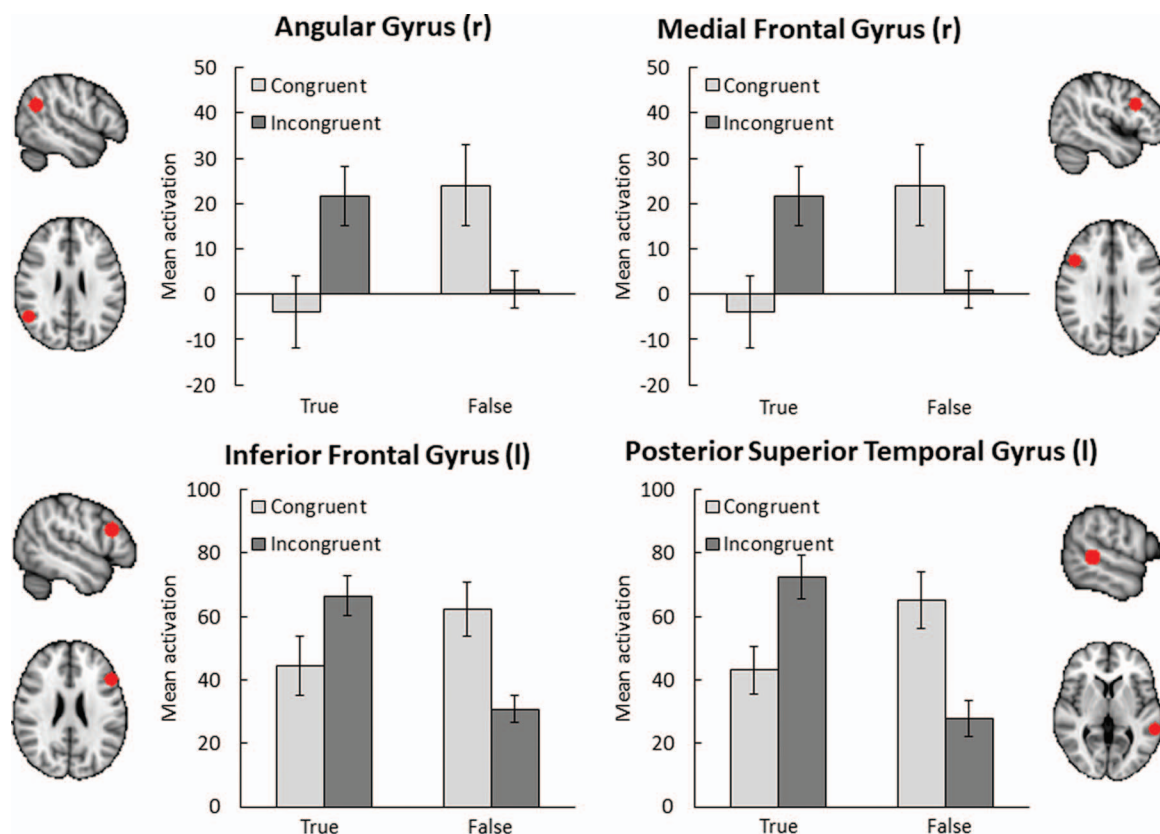 Angular Gyrus (r)
50
40
30
20
10
0
-10
-20
Mean activation
Congruent
Incongruent
True
False
Medial Frontal Gyrus (r)
50
40
30
20
10
0
-10
-20
Mean activation
Congruent
Incongruent
True
False
Inferior Frontal Gyrus (l)
100
80
60
40
20
0
Mean activation
Congruent
Incongruent
True
False
Posterior Superior Temporal Gyrus (l)
100
80
60
40
20
0
Mean activation
Congruent
Incongruent
True
False